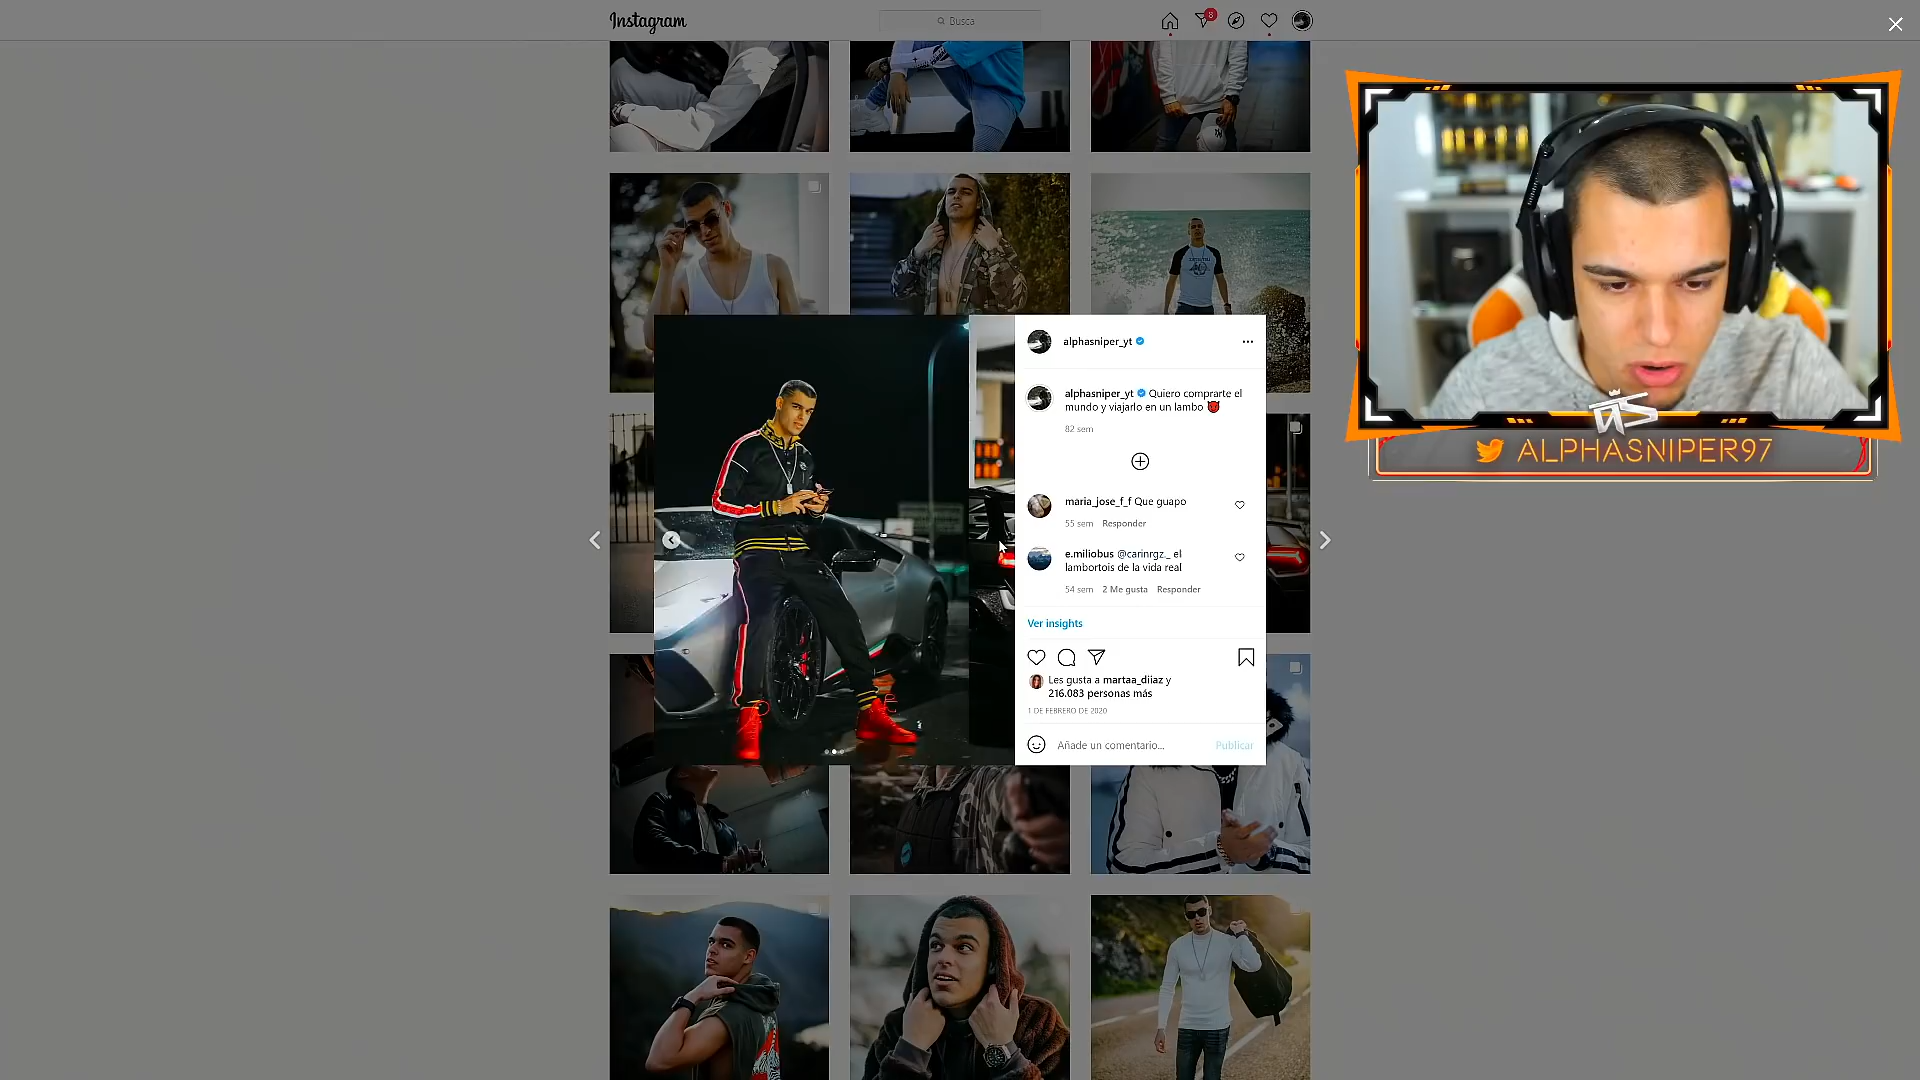 Instagram
Busca
8
alphasniper_yt
alphasniper_yt Quiero comprarte el
mundo y viajarlo en un lambo
82 sem
maria_jose_f_f Que guapo
55 sem Responder
e.miliobus @carinrgz._ el
lambortois de la vida real
54 sem 2 Me gusta Responder
Ver insights
Les gusta a martaa_diiaz y
216.083 personas más
1 DE FEBRERO DE 2020
Añade un comentario...
Publicar
ALPHASNIPER97